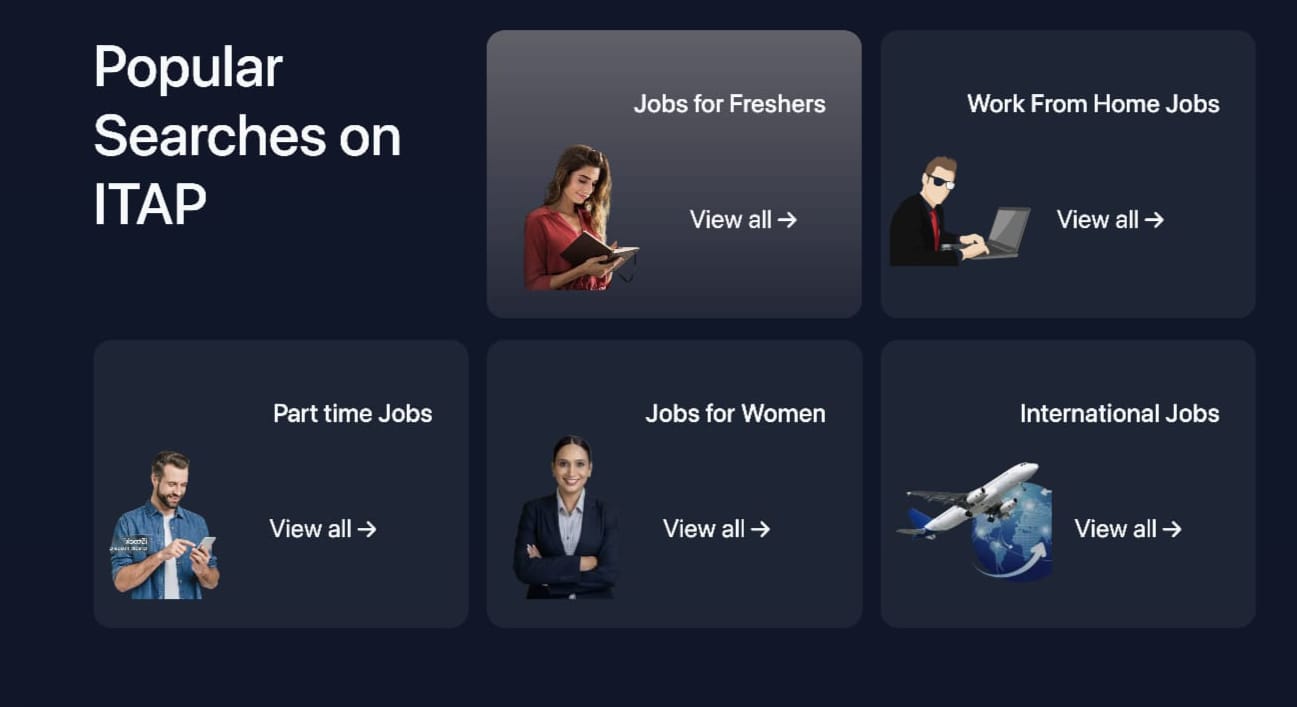 Popular
Searches on
ITAP
Jobs for Freshers
View all →
Work From Home Jobs
View all →
Part time Jobs
View all →
Jobs for Women
View all →
International Jobs
View all →